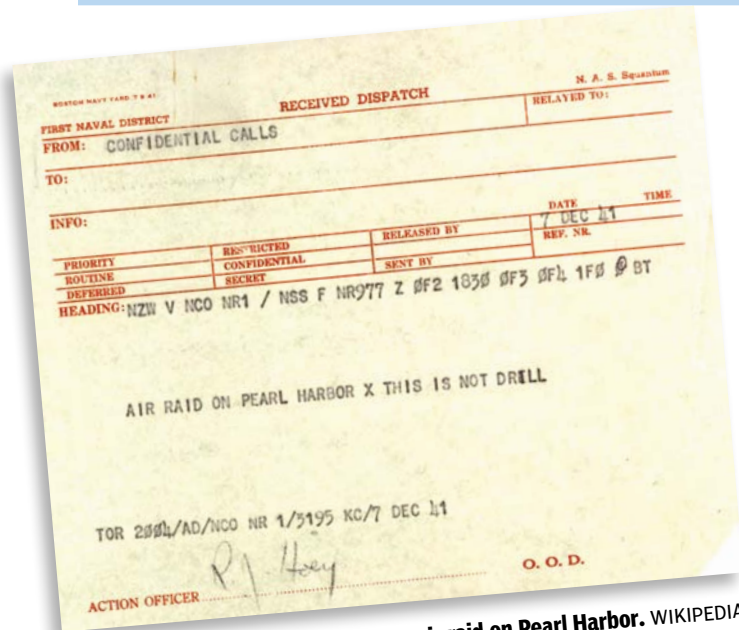 BOSTON NAVY YARD 7 8 41
N. A. S. Squantum
RECEIVED DISPATCH
FIRST NAVAL DISTRICT
RELAYED TO:
FROM: CONFIDENTIAL CALLS
TO:
INFO:
DATE TIME
7 DEC 41
PRIORITY RESTRICTED RELEASED BY REF. NR.
ROUTINE CONFIDENTIAL
DEFERRED SECRET SENT BY
HEADING: NZW V NCO NR1 / NSS F NR977 Z ØF2 183Ø ØF3 ØF4 1FØ Ø BT
AIR RAID ON PEARL HARBOR X THIS IS NOT DRILL
TOR 2ØØ4/AD/NCO NR 1/5195 KC/7 DEC 41
R. J. Hoey
ACTION OFFICER O. O. D.
raid on Pearl Harbor. WIKIPEDIA